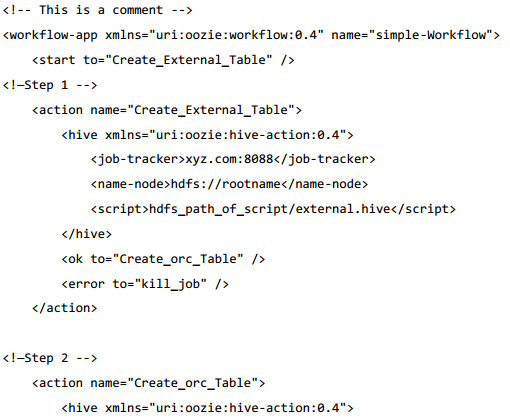 <!-- This is a comment -->
<workflow-app xmlns="uri:oozie:workflow:0.4" name="simple-Workflow">
    <start to="Create_External_Table" />
<!—Step 1 -->
    <action name="Create_External_Table">
        <hive xmlns="uri:oozie:hive-action:0.4">
            <job-tracker>xyz.com:8088</job-tracker>
            <name-node>hdfs://rootname</name-node>
            <script>hdfs_path_of_script/external.hive</script>
        </hive>
        <ok to="Create_orc_Table" />
        <error to="kill_job" />
    </action>
<!—Step 2 -->
    <action name="Create_orc_Table">
        <hive xmlns="uri:oozie:hive-action:0.4">